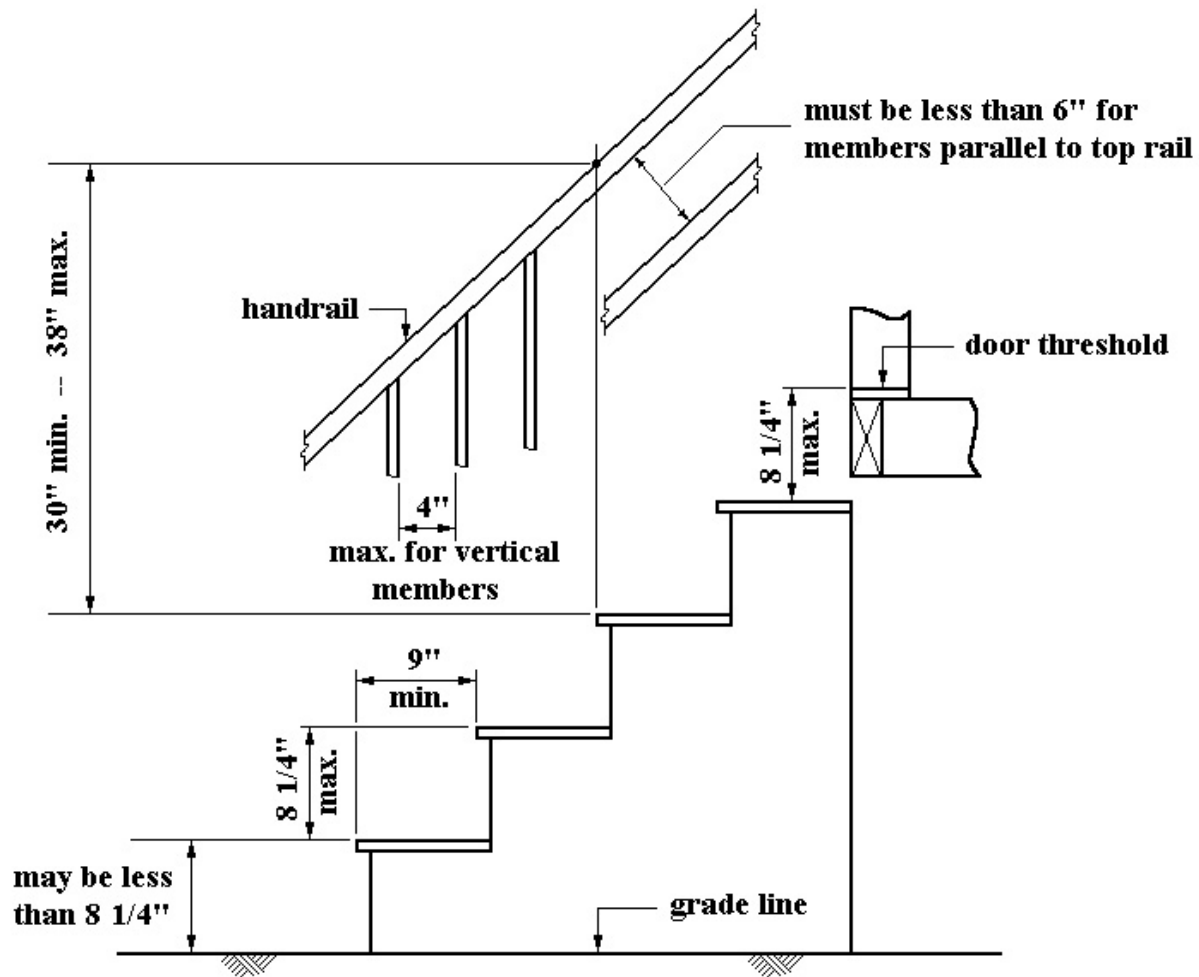 must be less than 6" for
members parallel to top rail
30" min. -- 38" max.
handrail
door threshold
8 1/4"
max.
4"
max. for vertical
members
9"
min.
8 1/4"
max.
may be less
than 8 1/4"
grade line